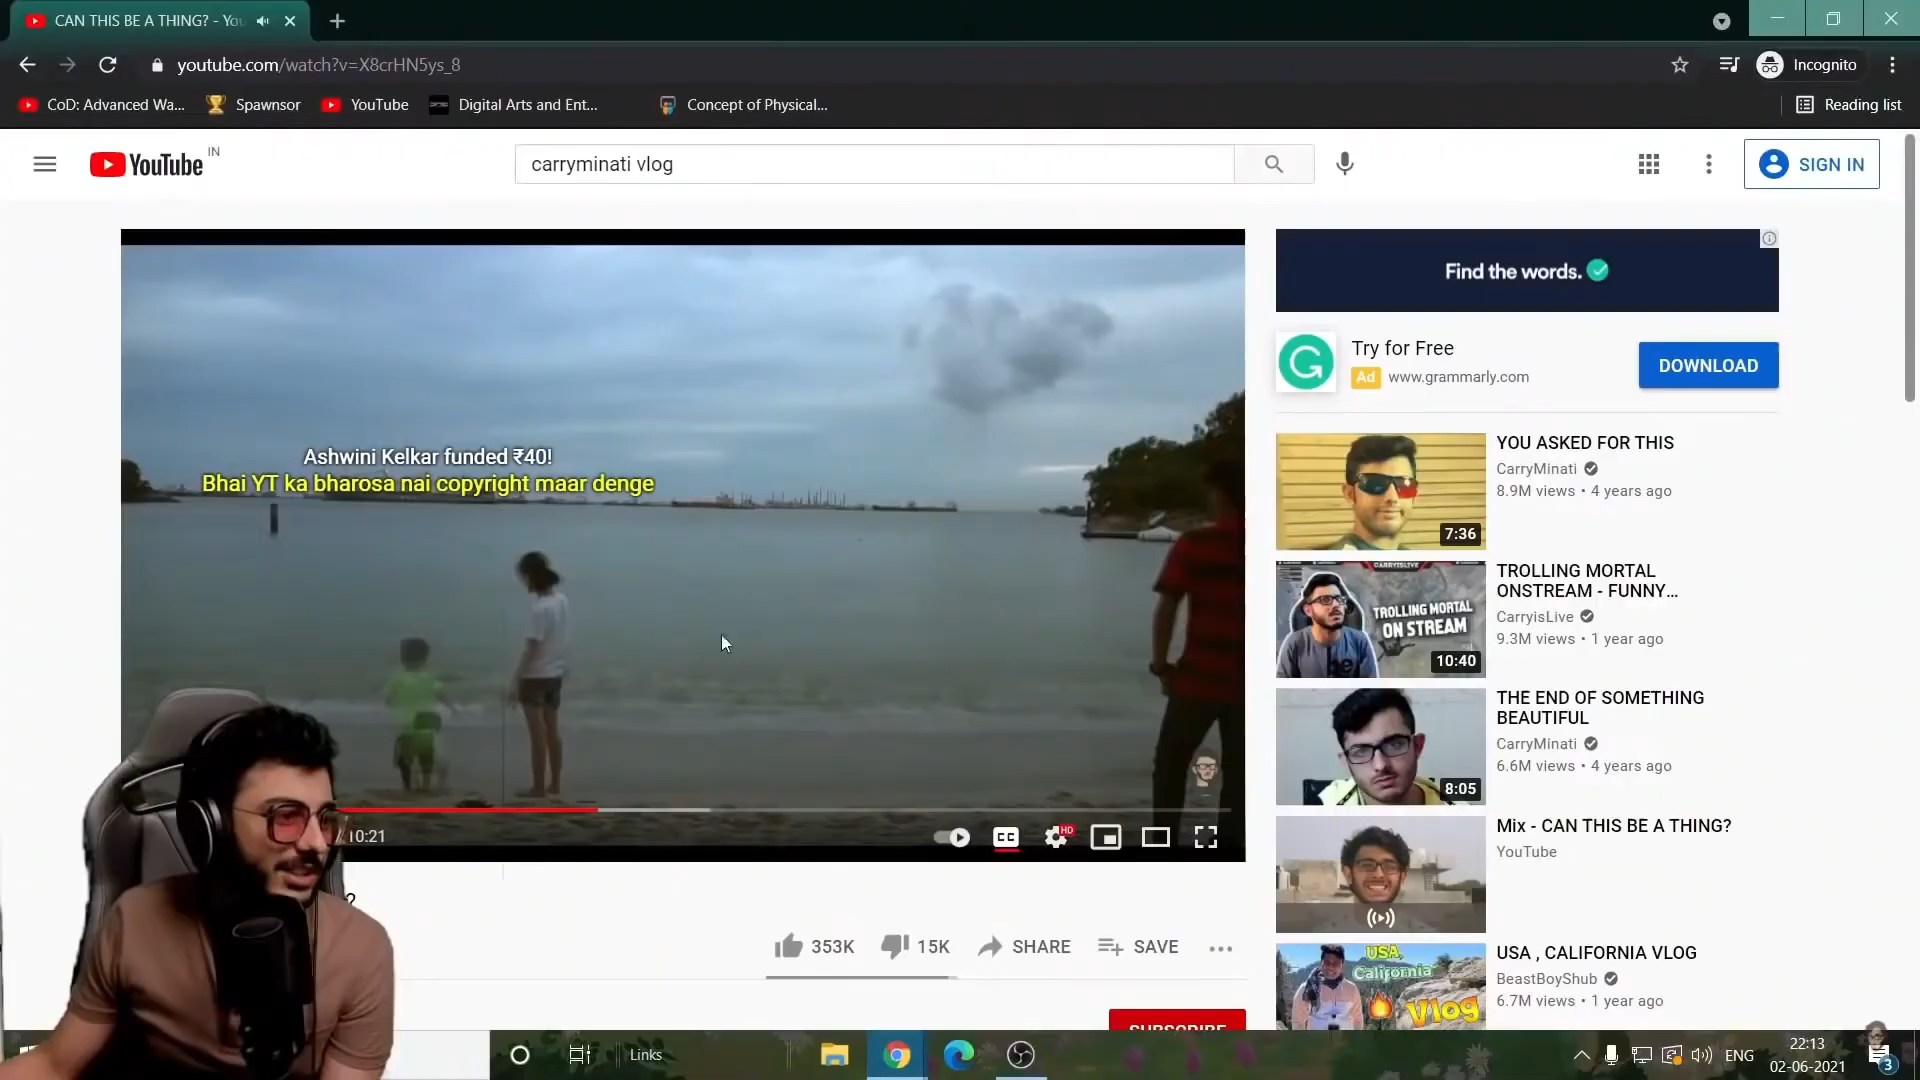 CAN THIS BE A THING? - You
youtube.com/watch?v=X8crHN5ys_8
Incognito
CoD: Advanced Wa...
Spawnsor
YouTube
Digital Arts and Ent...
Concept of Physical...
Reading list
YouTube IN
carryminati vlog
SIGN IN
Ashwini Kelkar funded ₹40!
Bhai YT ka bharosa nai copyright maar denge
/ 10:21
CC
HD
?
353K
15K
SHARE
SAVE
SUBSCRIBE
Find the words.
Try for Free
Ad www.grammarly.com
DOWNLOAD
7:36
YOU ASKED FOR THIS
CarryMinati
8.9M views • 4 years ago
CARRYISLIVE
TROLLING MORTAL
ON STREAM
10:40
TROLLING MORTAL
ONSTREAM - FUNNY...
CarryisLive
9.3M views • 1 year ago
8:05
THE END OF SOMETHING
BEAUTIFUL
CarryMinati
6.6M views • 4 years ago
Mix - CAN THIS BE A THING?
YouTube
USA,
California
Vlog
USA , CALIFORNIA VLOG
BeastBoyShub
6.7M views • 1 year ago
Links
ENG
22:13
02-06-2021
3